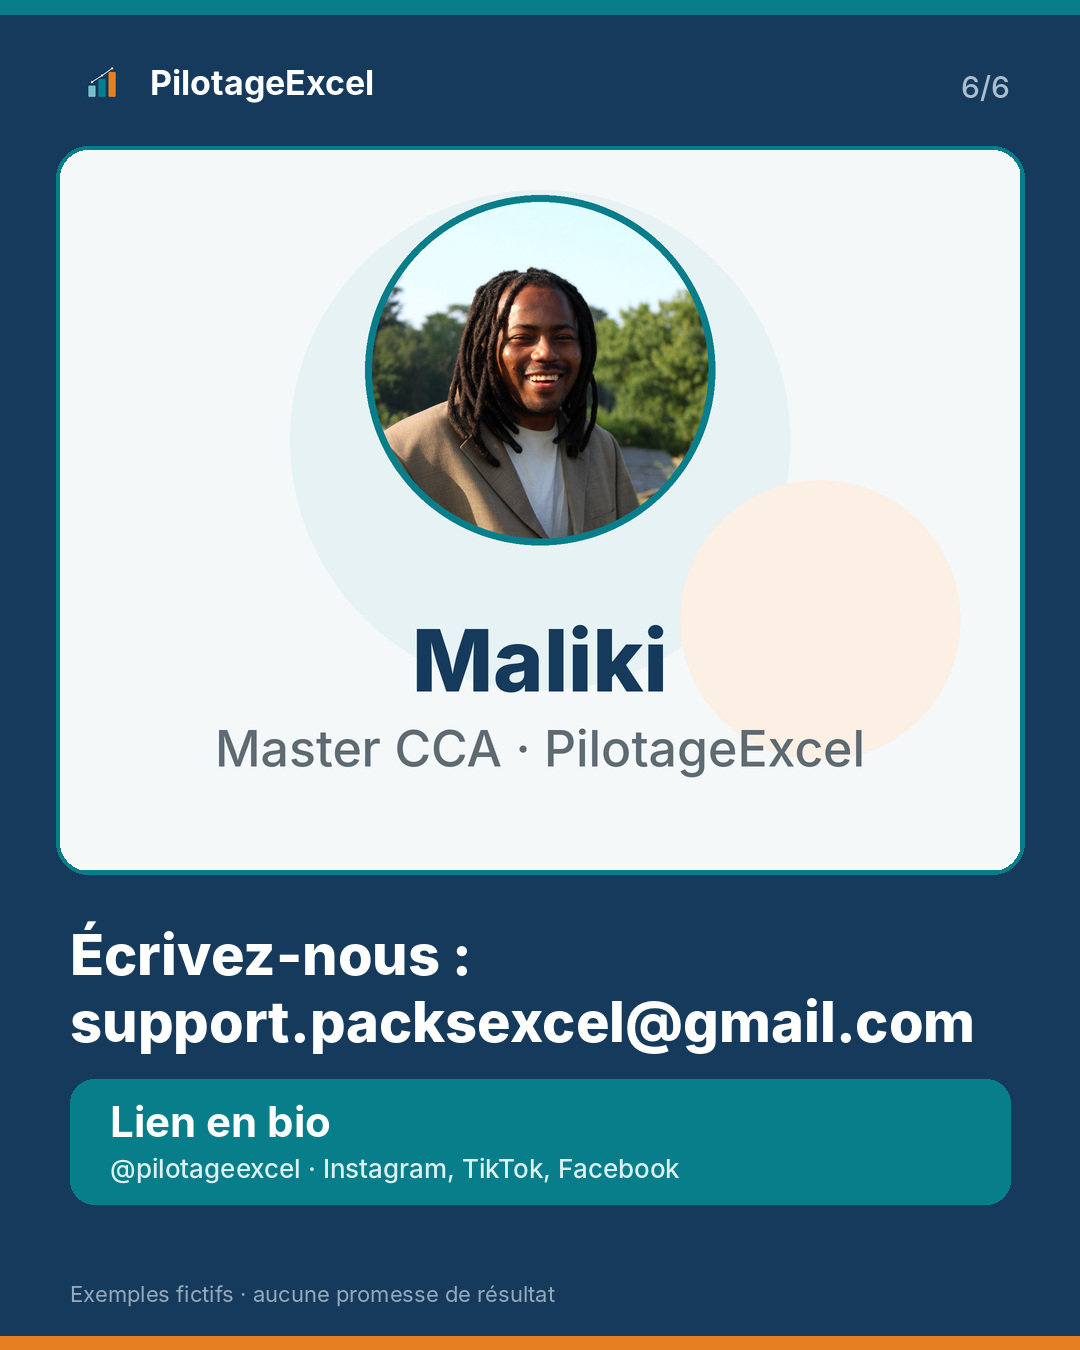 PilotageExcel
6/6
Maliki
Master CCA · PilotageExcel
Écrivez-nous :
support.packsexcel@gmail.com
Lien en bio
@pilotageexcel · Instagram, TikTok, Facebook
Exemples fictifs · aucune promesse de résultat